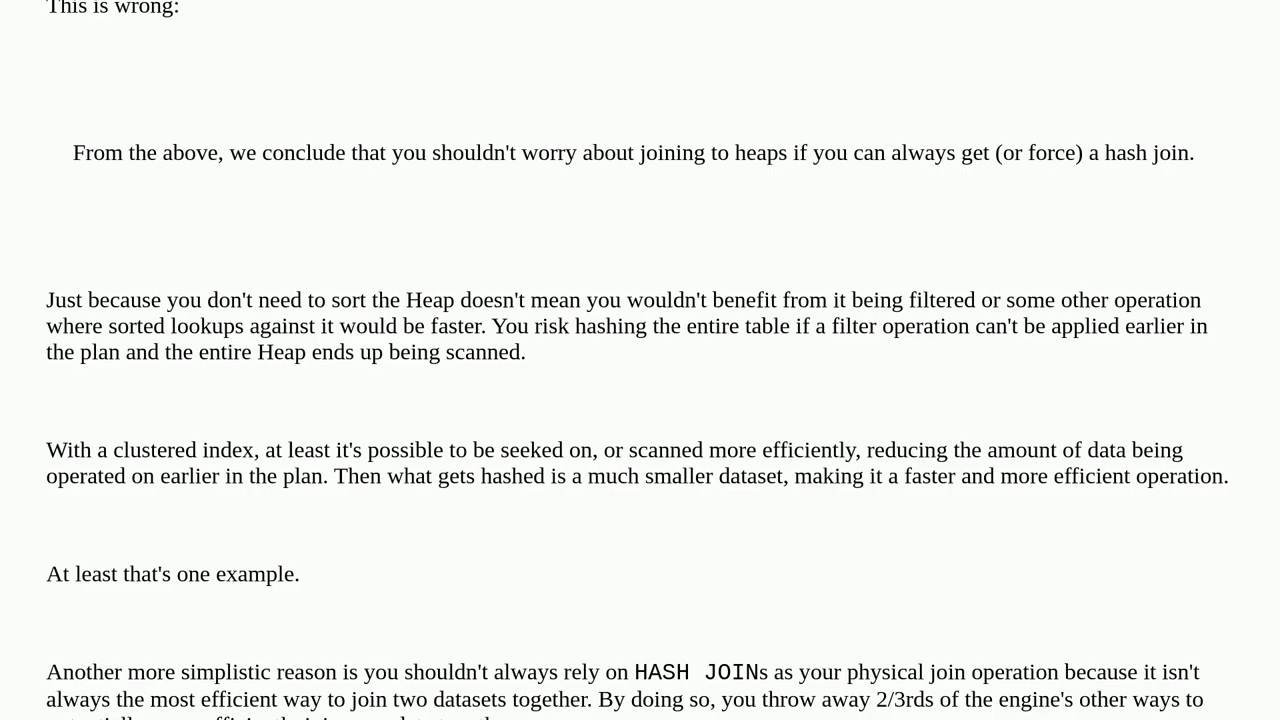 This is wrong:
From the above, we conclude that you shouldn't worry about joining to heaps if you can always get (or force) a hash join.
Just because you don't need to sort the Heap doesn't mean you wouldn't benefit from it being filtered or some other operation
where sorted lookups against it would be faster. You risk hashing the entire table if a filter operation can't be applied earlier in
the plan and the entire Heap ends up being scanned.
With a clustered index, at least it's possible to be seeked on, or scanned more efficiently, reducing the amount of data being
operated on earlier in the plan. Then what gets hashed is a much smaller dataset, making it a faster and more efficient operation.
At least that's one example.
Another more simplistic reason is you shouldn't always rely on HASH JOINs as your physical join operation because it isn't
always the most efficient way to join two datasets together. By doing so, you throw away 2/3rds of the engine's other ways to